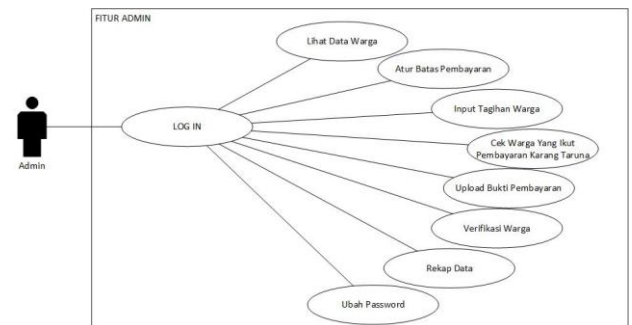 FITUR ADMIN
Lihat Data Warga
Atur Batas Pembayaran
Input Tagihan Warga
LOG IN
Cek Warga Yang Ikut
Pembayaran Karang Taruna
Admin
Upload Bukti Pembayaran
Verifikasi Warga
Rekap Data
Ubah Password